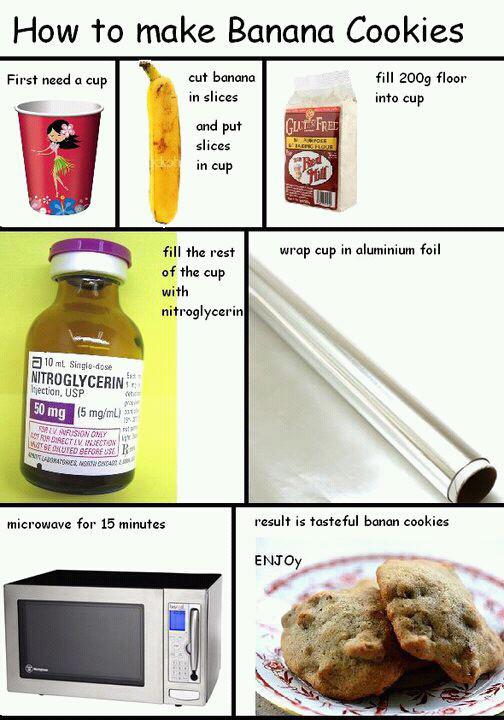 How to make Banana Cookies
First need a cup
cut banana
in slices
and put
slices
in cup
fill 200g floor
into cup
GLUTEN FREE
ALL PURPOSE
BAKING FLOUR
Bob's
Red
Mill
fill the rest
of the cup
with
nitroglycerin
10 mL Single-dose
NITROGLYCERIN
Injection, USP
50 mg (5 mg/mL)
FOR I.V. INFUSION ONLY
NOT FOR DIRECT I.V. INJECTION
MUST BE DILUTED BEFORE USE
ABBOTT LABORATORIES, NORTH CHICAGO,
wrap cup in aluminium foil
microwave for 15 minutes
result is tasteful banan cookies
ENJOy